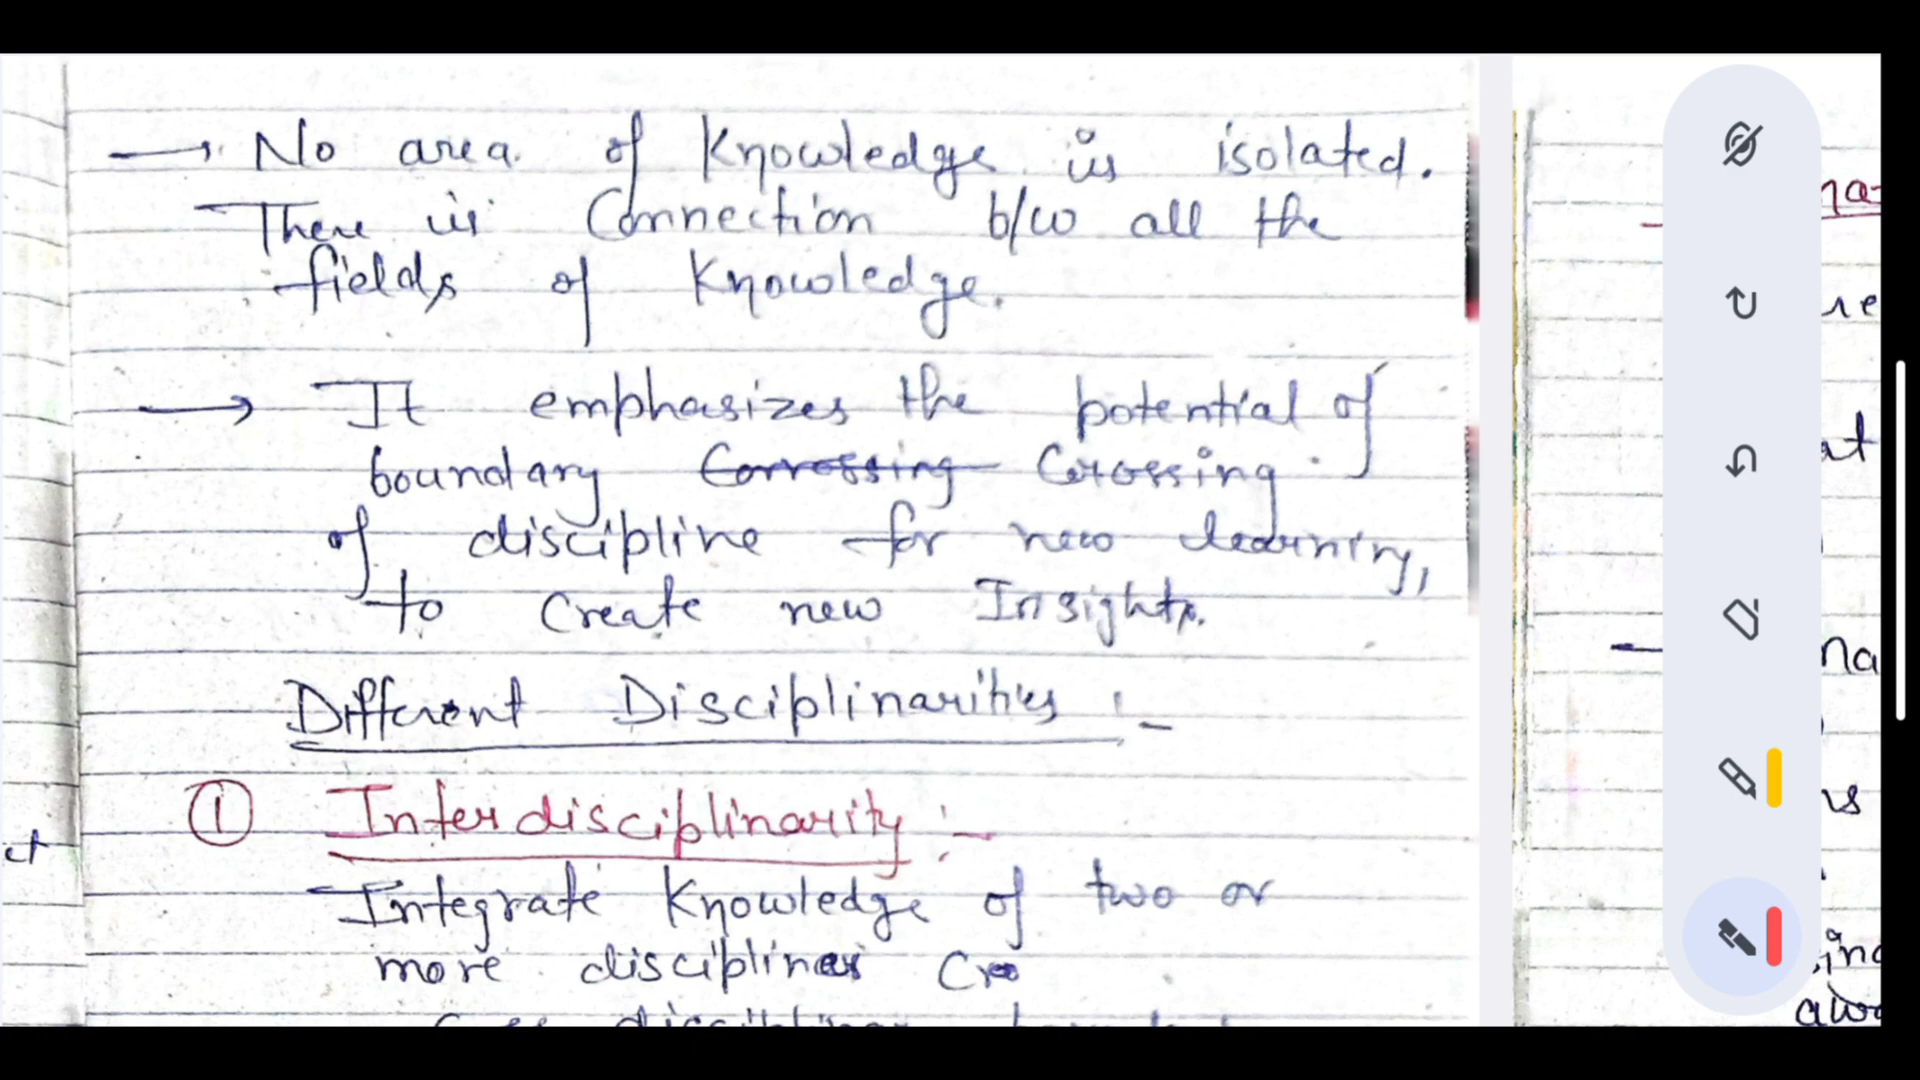 → No area of Knowledge is isolated.
There is Connection b/w all the
fields of Knowledge.
→ It emphasizes the potential of
boundary Corrossing Crossing
of discipline for new learning,
to Create new Insights.
Different Disciplinarities :-
① Interdisciplinarity :-
Integrate Knowledge of two or
more disciplines Cro
ct